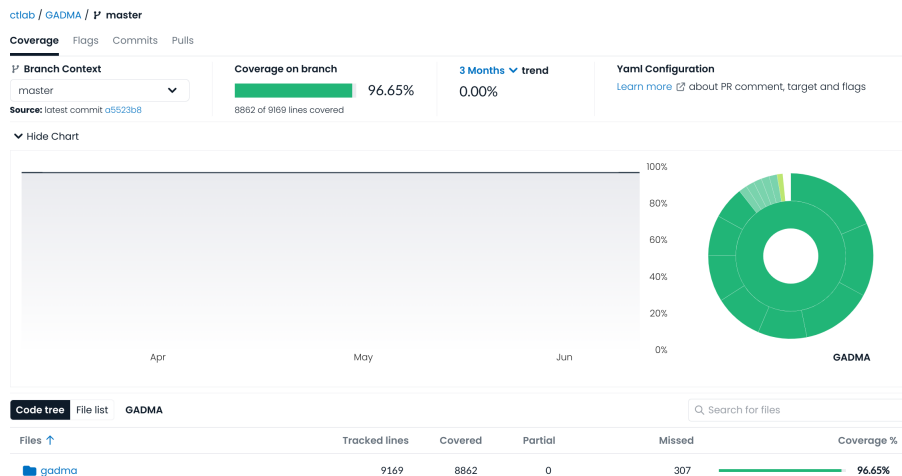 ctlab / GADMA / master
Coverage Flags Commits Pulls
Branch Context
master
Source: latest commit a5523b8
Coverage on branch
96.65%
8862 of 9169 lines covered
3 Months trend
0.00%
Yaml Configuration
Learn more about PR comment, target and flags
Hide Chart
100%
80%
60%
40%
20%
0%
Apr May Jun
GADMA
Code tree File list GADMA
Search for files
Files Tracked lines Covered Partial Missed Coverage %
gadma 9169 8862 0 307 96.65%